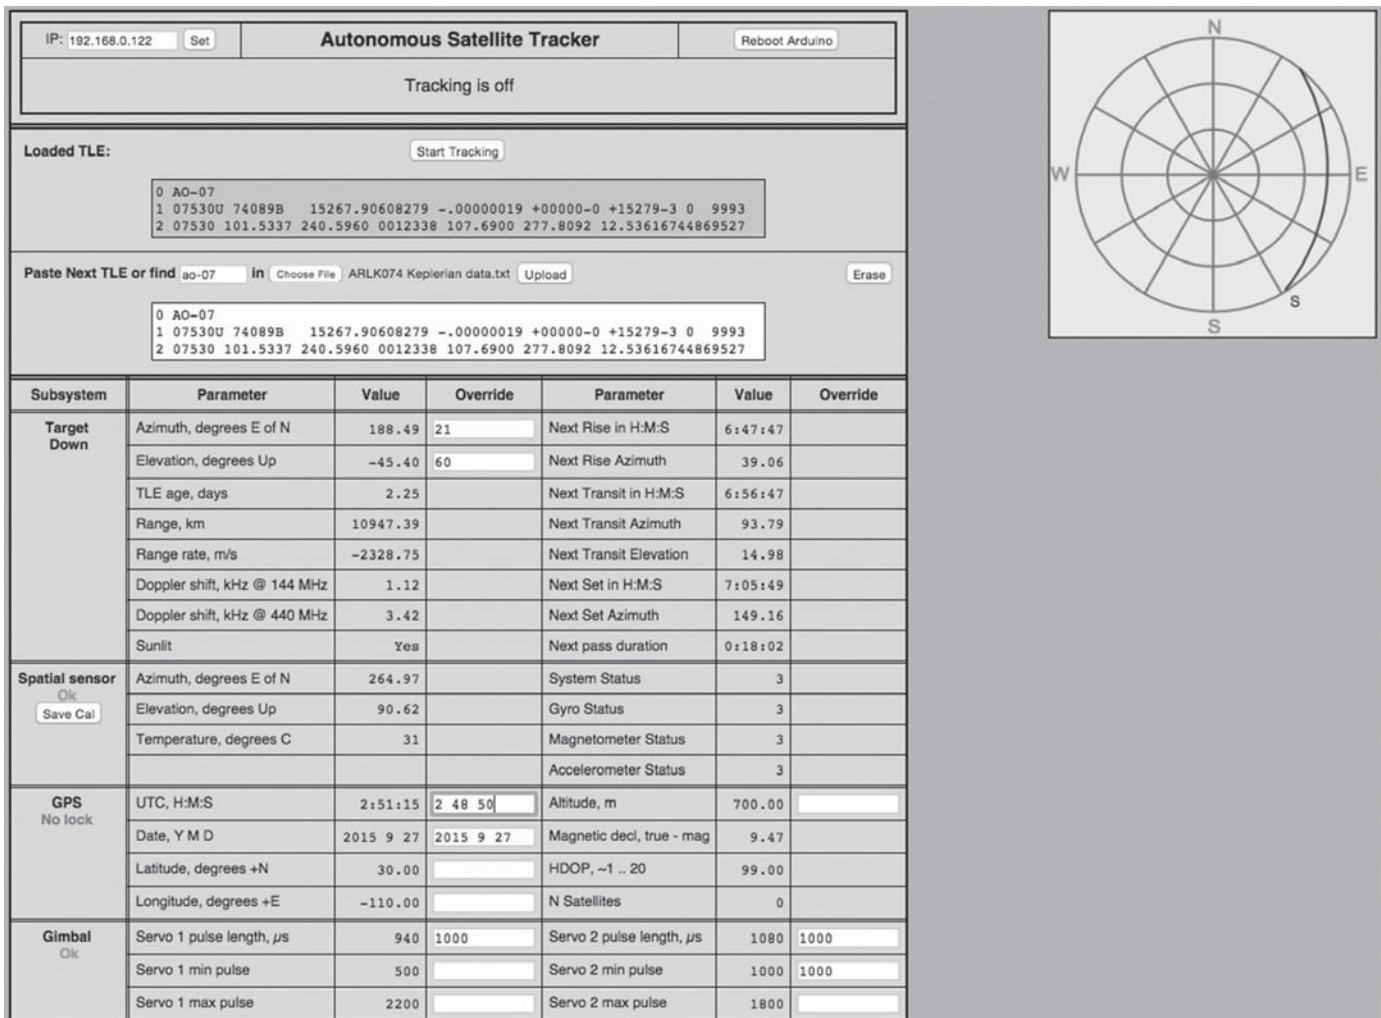 IP: 192.168.0.122 Set Autonomous Satellite Tracker Reboot Arduino
Tracking is off
Loaded TLE: Start Tracking
0 AO-07
1 07530U 74089B 15267.90608279 -.00000019 +00000-0 +15279-3 0 9993
2 07530 101.5337 240.5960 0012338 107.6900 277.8092 12.53616744869527
Paste Next TLE or find ao-07 in Choose File ARLK074 Keplerian data.txt Upload Erase
0 AO-07
1 07530U 74089B 15267.90608279 -.00000019 +00000-0 +15279-3 0 9993
2 07530 101.5337 240.5960 0012338 107.6900 277.8092 12.53616744869527
Subsystem Parameter Value Override Parameter Value Override
Target Down Azimuth, degrees E of N 188.49 21 Next Rise in H:M:S 6:47:47
Elevation, degrees Up -45.40 60 Next Rise Azimuth 39.06
TLE age, days 2.25 Next Transit in H:M:S 6:56:47
Range, km 10947.39 Next Transit Azimuth 93.79
Range rate, m/s -2328.75 Next Transit Elevation 14.98
Doppler shift, kHz @ 144 MHz 1.12 Next Set in H:M:S 7:05:49
Doppler shift, kHz @ 440 MHz 3.42 Next Set Azimuth 149.16
Sunlit Yes Next pass duration 0:18:02
Spatial sensor Ok Azimuth, degrees E of N 264.97 System Status 3
Save Cal Elevation, degrees Up 90.62 Gyro Status 3
Temperature, degrees C 31 Magnetometer Status 3
Accelerometer Status 3
GPS No lock UTC, H:M:S 2:51:15 2 48 50 Altitude, m 700.00
Date, Y M D 2015 9 27 2015 9 27 Magnetic decl, true - mag 9.47
Latitude, degrees +N 30.00 HDOP, ~1 .. 20 99.00
Longitude, degrees +E -110.00 N Satellites 0
Gimbal Ok Servo 1 pulse length, µs 940 1000 Servo 2 pulse length, µs 1080 1000
Servo 1 min pulse 500 Servo 2 min pulse 1000 1000
Servo 1 max pulse 2200 Servo 2 max pulse 1800
N
W E
S
S